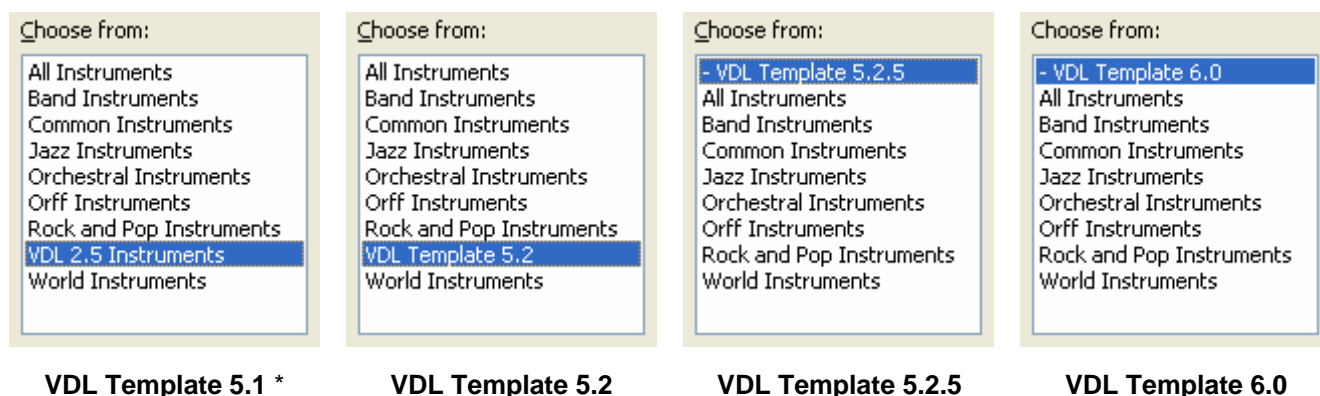 Choose from:
All Instruments
Band Instruments
Common Instruments
Jazz Instruments
Orchestral Instruments
Orff Instruments
Rock and Pop Instruments
VDL 2.5 Instruments
World Instruments
VDL Template 5.1 *
Choose from:
All Instruments
Band Instruments
Common Instruments
Jazz Instruments
Orchestral Instruments
Orff Instruments
Rock and Pop Instruments
VDL Template 5.2
World Instruments
VDL Template 5.2
Choose from:
- VDL Template 5.2.5
All Instruments
Band Instruments
Common Instruments
Jazz Instruments
Orchestral Instruments
Orff Instruments
Rock and Pop Instruments
World Instruments
VDL Template 5.2.5
Choose from:
- VDL Template 6.0
All Instruments
Band Instruments
Common Instruments
Jazz Instruments
Orchestral Instruments
Orff Instruments
Rock and Pop Instruments
World Instruments
VDL Template 6.0